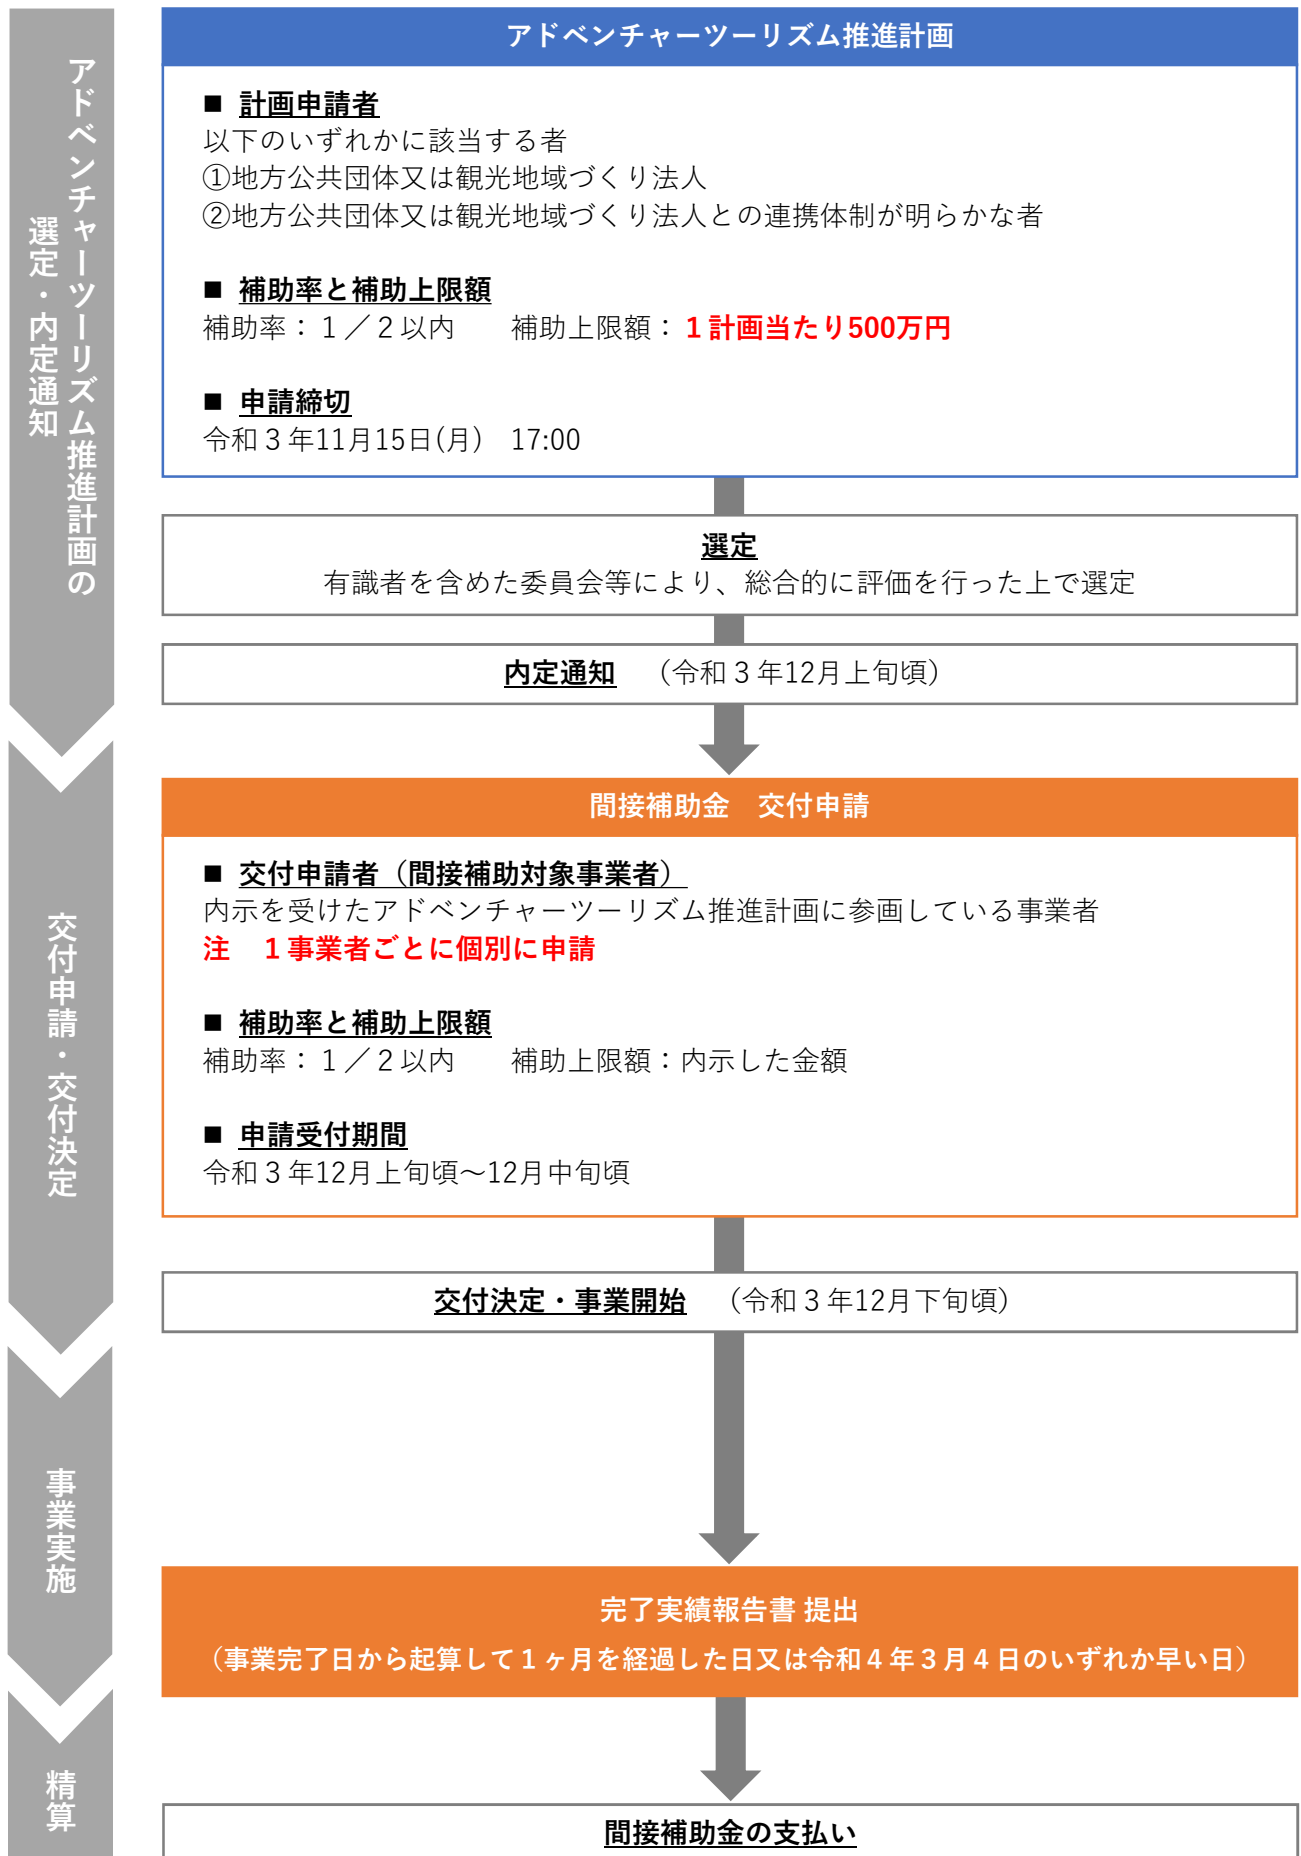 アドベンチャーツーリズム推進計画の
選定・内定通知
アドベンチャーツーリズム推進計画
■ 計画申請者
以下のいずれかに該当する者
①地方公共団体又は観光地域づくり法人
②地方公共団体又は観光地域づくり法人との連携体制が明らかな者
■ 補助率と補助上限額
補助率：１／２以内　　補助上限額：１計画当たり500万円
■ 申請締切
令和３年11月15日(月)　17:00
選定
有識者を含めた委員会等により、総合的に評価を行った上で選定
内定通知　（令和３年12月上旬頃）
交付申請・交付決定
間接補助金　交付申請
■ 交付申請者（間接補助対象事業者）
内示を受けたアドベンチャーツーリズム推進計画に参画している事業者
注　１事業者ごとに個別に申請
■ 補助率と補助上限額
補助率：１／２以内　　補助上限額：内示した金額
■ 申請受付期間
令和３年12月上旬頃～12月中旬頃
交付決定・事業開始　（令和３年12月下旬頃）
事業実施
完了実績報告書 提出
（事業完了日から起算して１ヶ月を経過した日又は令和４年３月４日のいずれか早い日）
精算
間接補助金の支払い